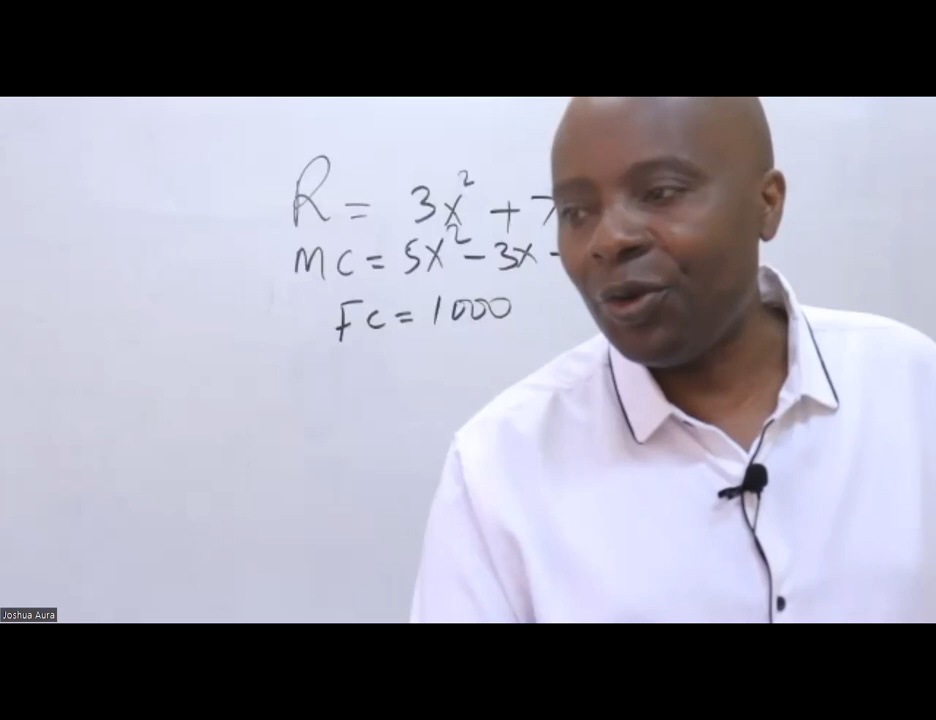 R = 3x² + 7
MC = 5x² - 3x -
FC = 1000
Joshua Aura